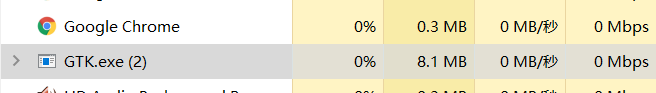 Google Chrome 0% 0.3 MB 0 MB/秒 0 Mbps
GTK.exe (2) 0% 8.1 MB 0 MB/秒 0 Mbps